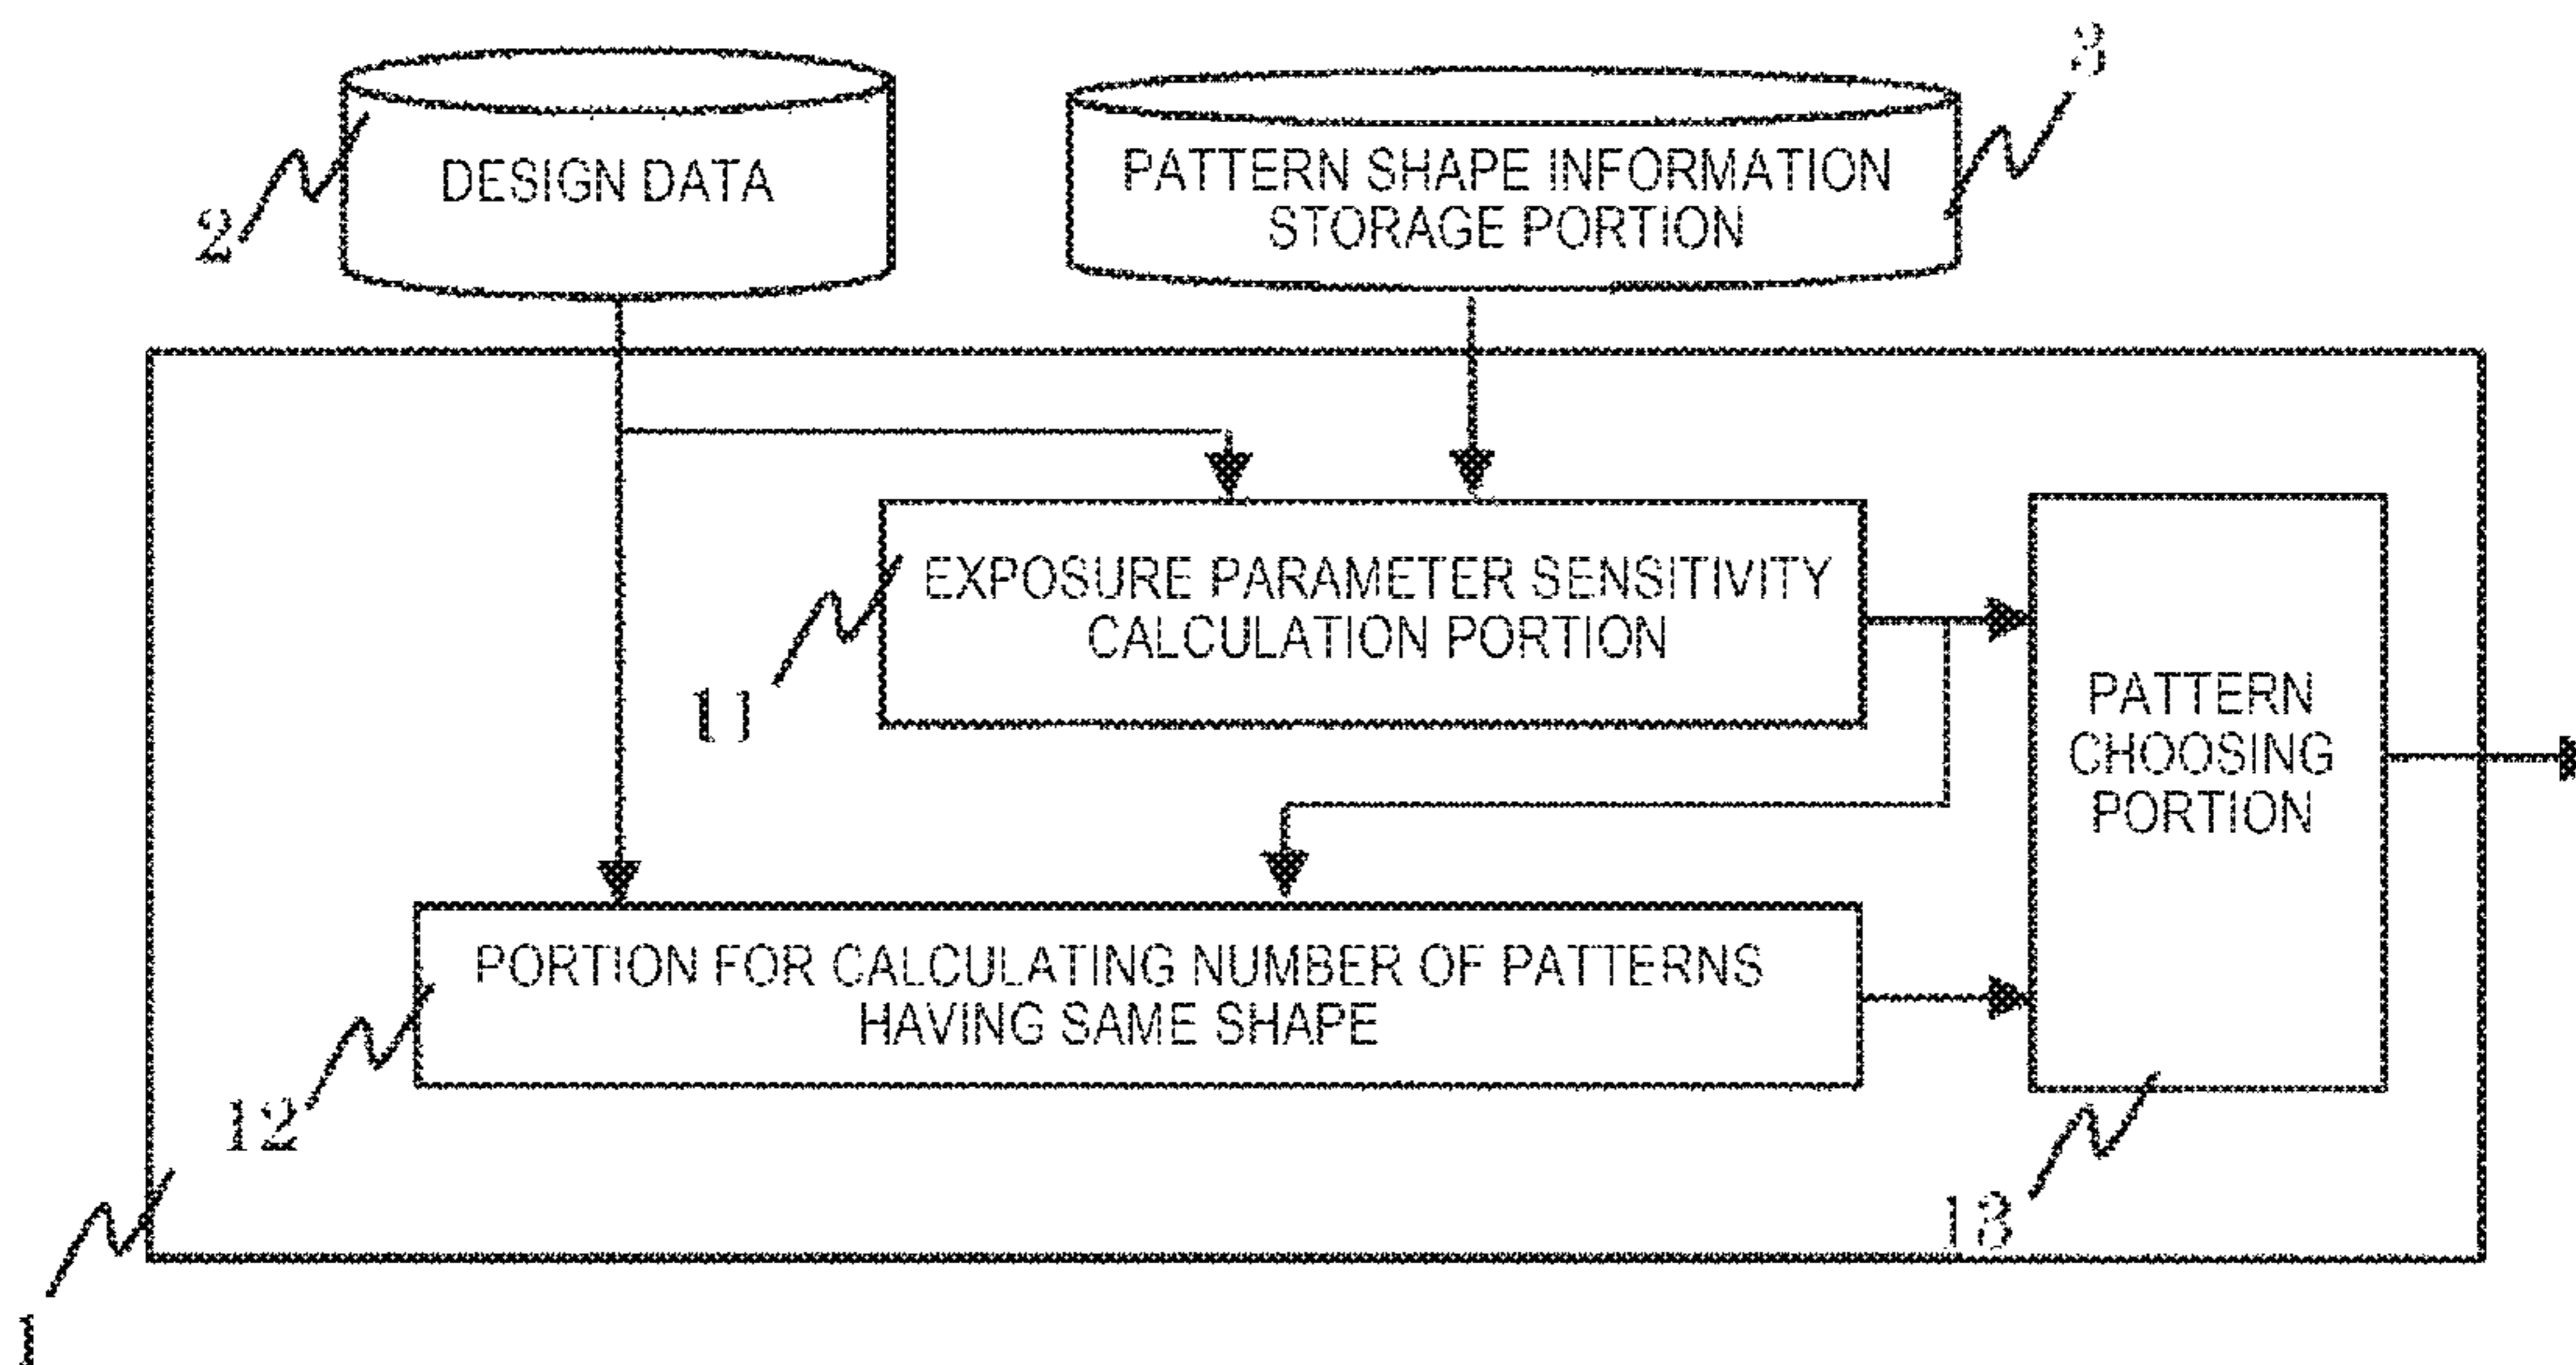 3
DESIGN DATA
PATTERN SHAPE INFORMATION
STORAGE PORTION
2
EXPOSURE PARAMETER SENSITIVITY
CALCULATION PORTION
11
PATTERN
CHOOSING
PORTION
PORTION FOR CALCULATING NUMBER OF PATTERNS
HAVING SAME SHAPE
12
13
1